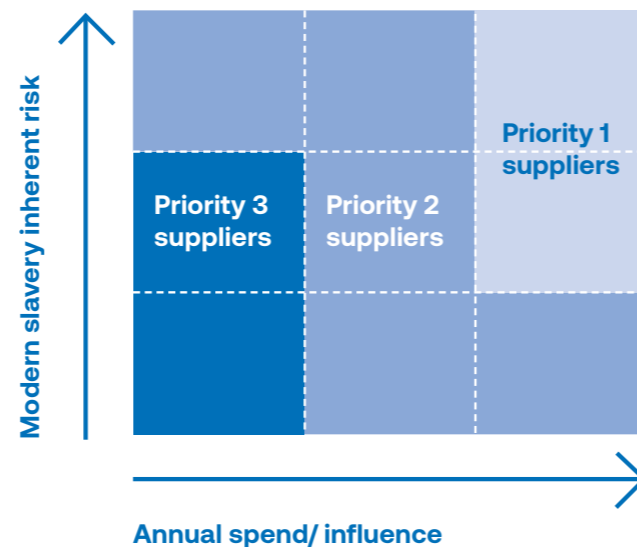 Modern slavery inherent risk
Priority 1
suppliers
Priority 3
suppliers
Priority 2
suppliers
Annual spend/ influence